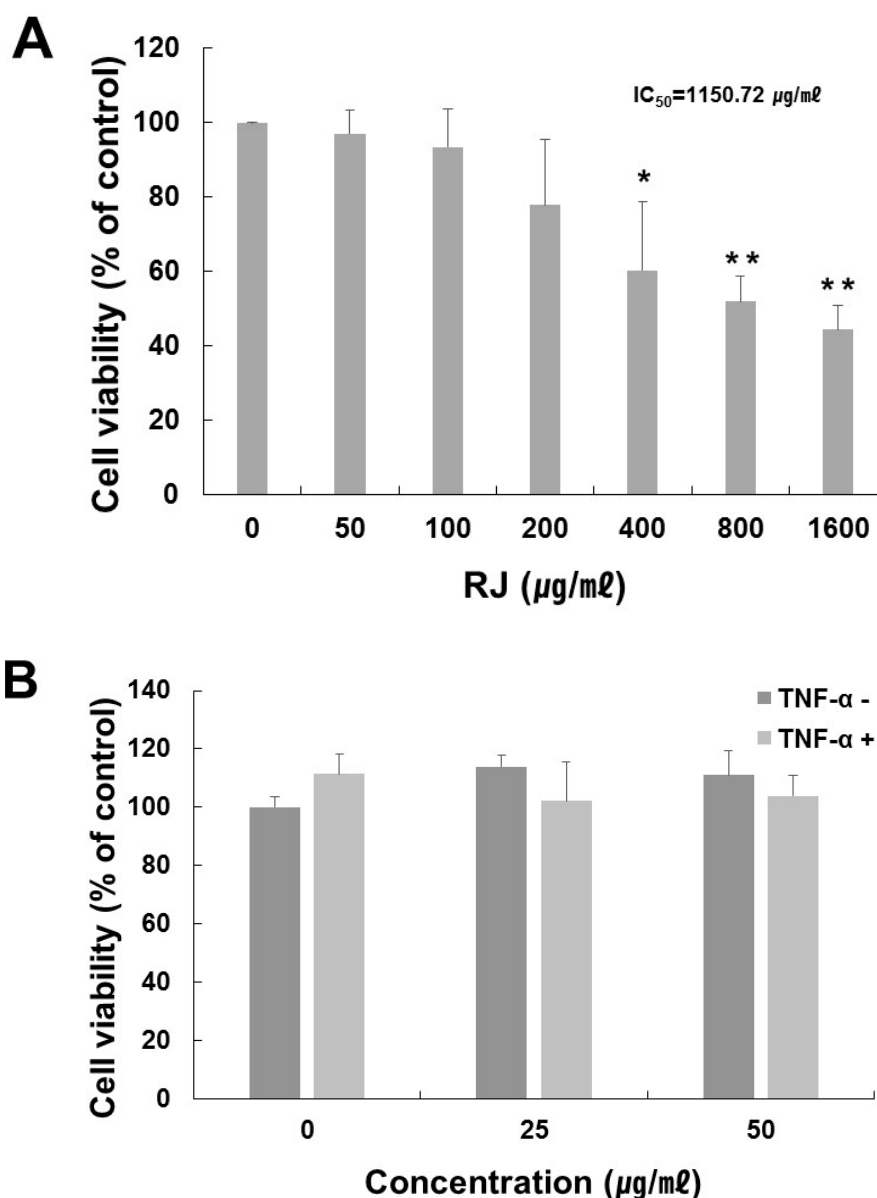 A
Cell viability (% of control)
120
100
80
60
40
20
0
IC50=1150.72 μg/㎖
*
**
**
0 50 100 200 400 800 1600
RJ (μg/㎖)
B
Cell viability (% of control)
140
120
100
80
60
40
20
0
TNF-α -
TNF-α +
0 25 50
Concentration (μg/㎖)